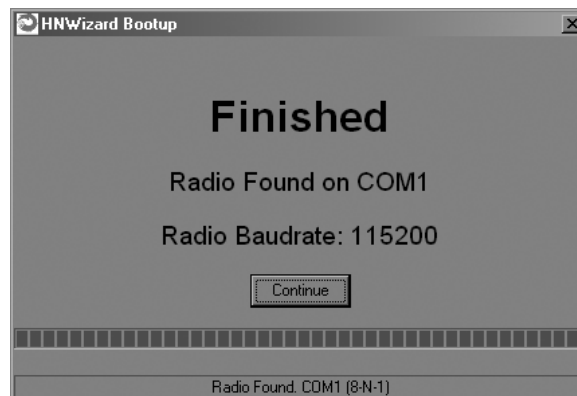 HNWizard Bootup
Finished
Radio Found on COM1
Radio Baudrate: 115200
Continue
Radio Found. COM1 (8-N-1)